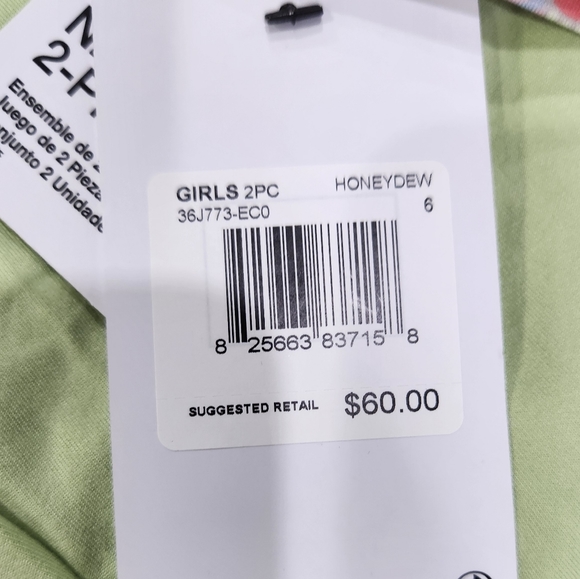 2-P
Ensemble de 2
Juego de 2 Pieza
njunto 2 Unidade
GIRLS 2PC HONEYDEW
36J773-EC0 6
8 25663 83715 8
SUGGESTED RETAIL $60.00